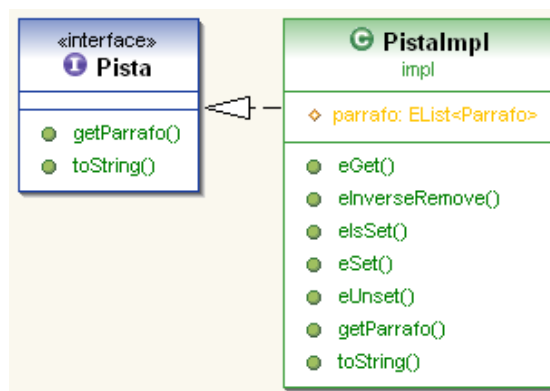 «interface»
I Pista
getParrafo()
toString()
C PistaImpl
impl
parrafo: EList<Parrafo>
eGet()
eInverseRemove()
eIsSet()
eSet()
eUnset()
getParrafo()
toString()